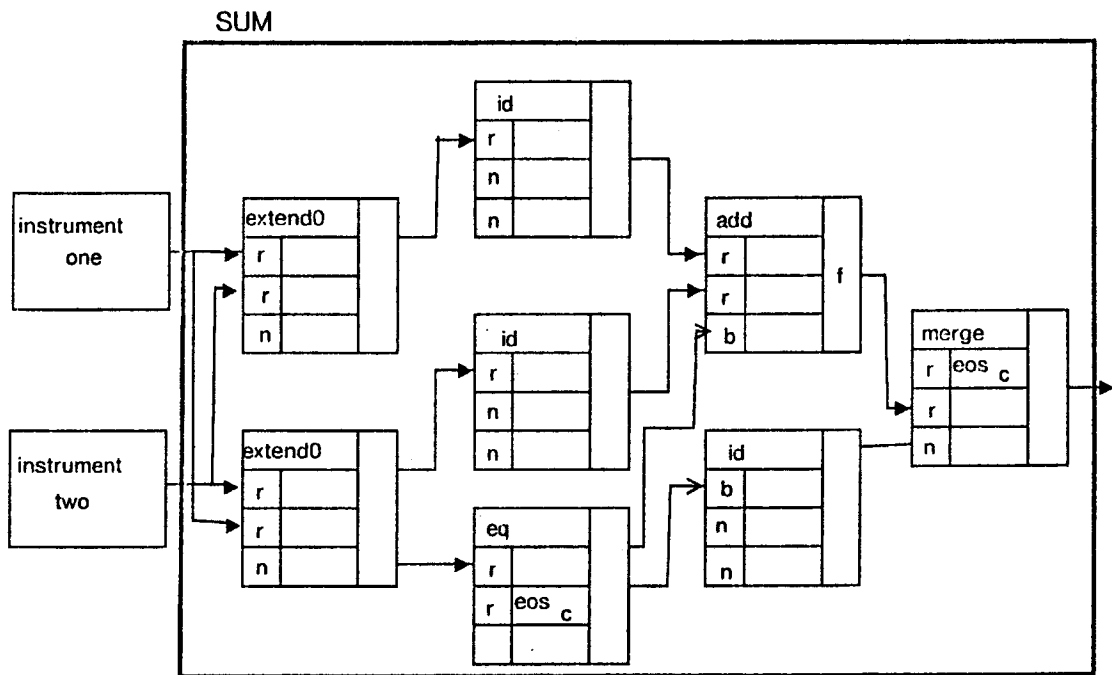 SUM
instrument
one
instrument
two
extend0
r
r
n
extend0
r
r
n
id
r
n
n
id
r
n
n
eq
r
r eos c
add
r
r
b
f
id
b
n
n
merge
r eos c
r
n